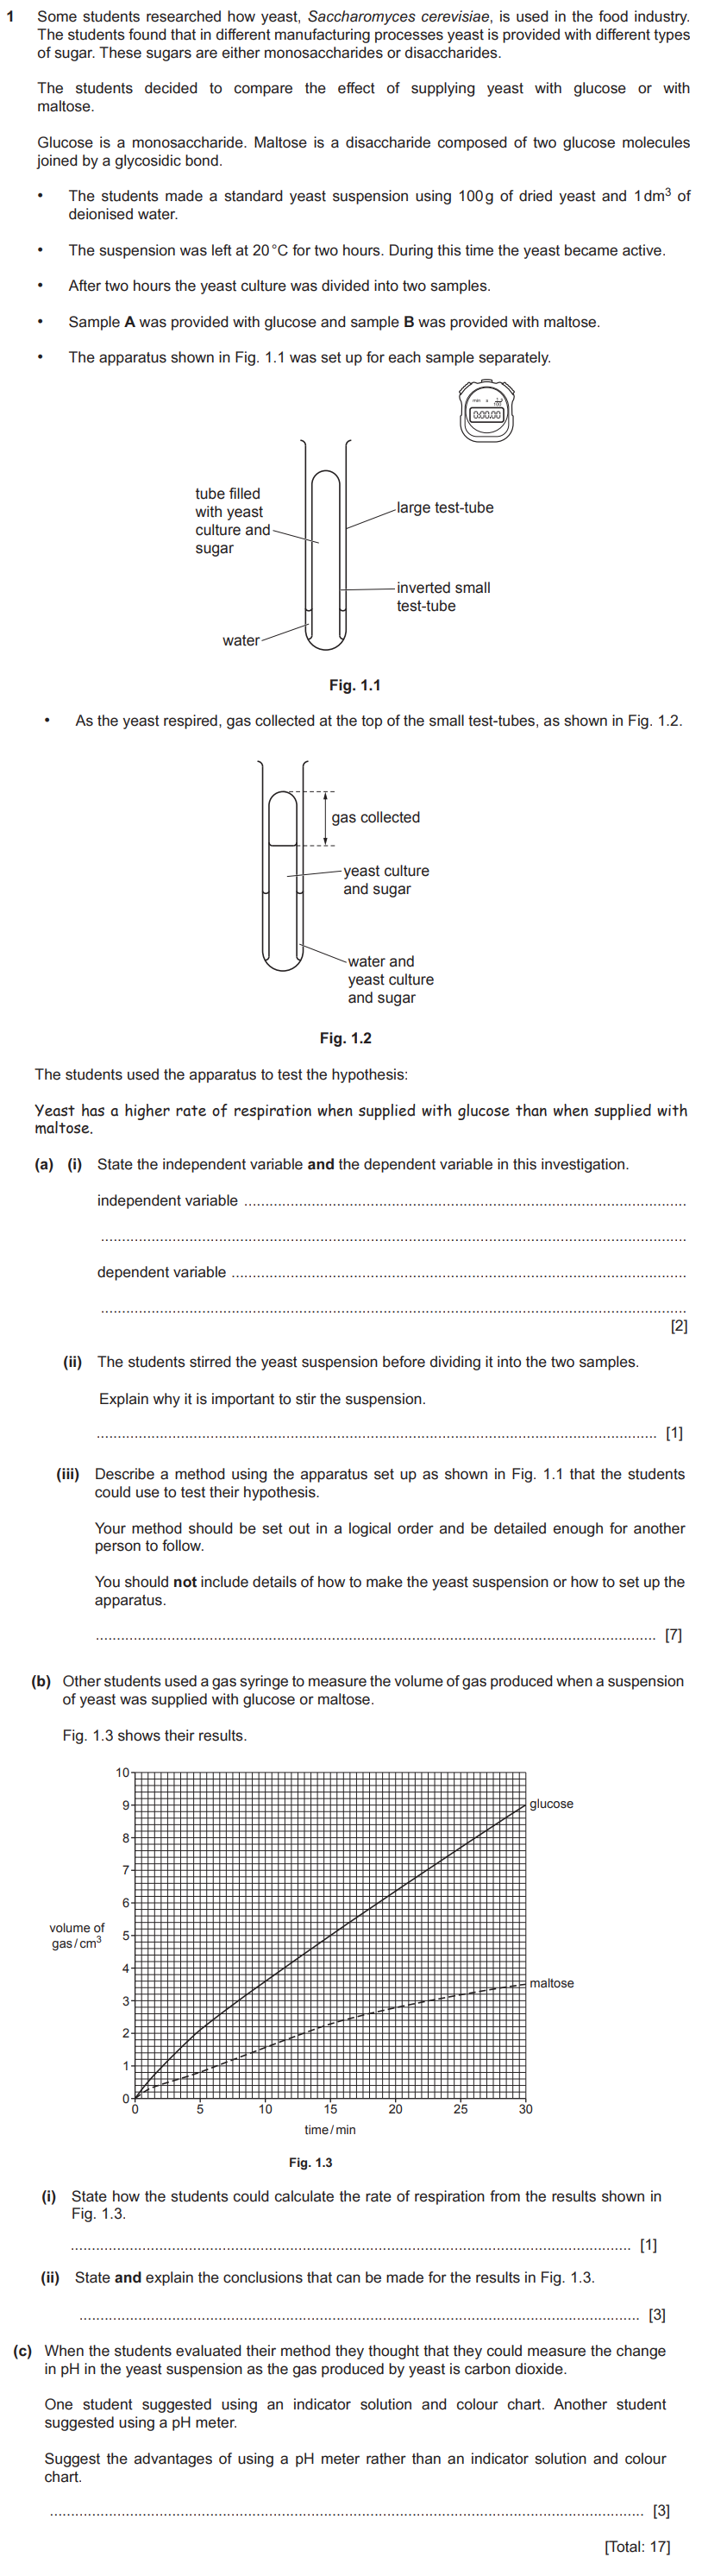 1 Some students researched how yeast, Saccharomyces cerevisiae, is used in the food industry.
The students found that in different manufacturing processes yeast is provided with different types
of sugar. These sugars are either monosaccharides or disaccharides.
The students decided to compare the effect of supplying yeast with glucose or with
maltose.
Glucose is a monosaccharide. Maltose is a disaccharide composed of two glucose molecules
joined by a glycosidic bond.
• The students made a standard yeast suspension using 100g of dried yeast and 1dm³ of
deionised water.
• The suspension was left at 20°C for two hours. During this time the yeast became active.
• After two hours the yeast culture was divided into two samples.
• Sample A was provided with glucose and sample B was provided with maltose.
• The apparatus shown in Fig. 1.1 was set up for each sample separately.
0:00.00
tube filled
with yeast
culture and
sugar
large test-tube
inverted small
test-tube
water
Fig. 1.1
• As the yeast respired, gas collected at the top of the small test-tubes, as shown in Fig. 1.2.
gas collected
yeast culture
and sugar
water and
yeast culture
and sugar
Fig. 1.2
The students used the apparatus to test the hypothesis:
Yeast has a higher rate of respiration when supplied with glucose than when supplied with
maltose.
(a) (i) State the independent variable and the dependent variable in this investigation.
independent variable
dependent variable
[2]
(ii) The students stirred the yeast suspension before dividing it into the two samples.
Explain why it is important to stir the suspension.
[1]
(iii) Describe a method using the apparatus set up as shown in Fig. 1.1 that the students
could use to test their hypothesis.
Your method should be set out in a logical order and be detailed enough for another
person to follow.
You should not include details of how to make the yeast suspension or how to set up the
apparatus.
[7]
(b) Other students used a gas syringe to measure the volume of gas produced when a suspension
of yeast was supplied with glucose or maltose.
Fig. 1.3 shows their results.
10
9
8
7
6
5
4
3
2
1
0
volume of
gas/cm³
glucose
maltose
0 5 10 15 20 25 30
time/min
Fig. 1.3
(i) State how the students could calculate the rate of respiration from the results shown in
Fig. 1.3.
[1]
(ii) State and explain the conclusions that can be made for the results in Fig. 1.3.
[3]
(c) When the students evaluated their method they thought that they could measure the change
in pH in the yeast suspension as the gas produced by yeast is carbon dioxide.
One student suggested using an indicator solution and colour chart. Another student
suggested using a pH meter.
Suggest the advantages of using a pH meter rather than an indicator solution and colour
chart.
[3]
[Total: 17]